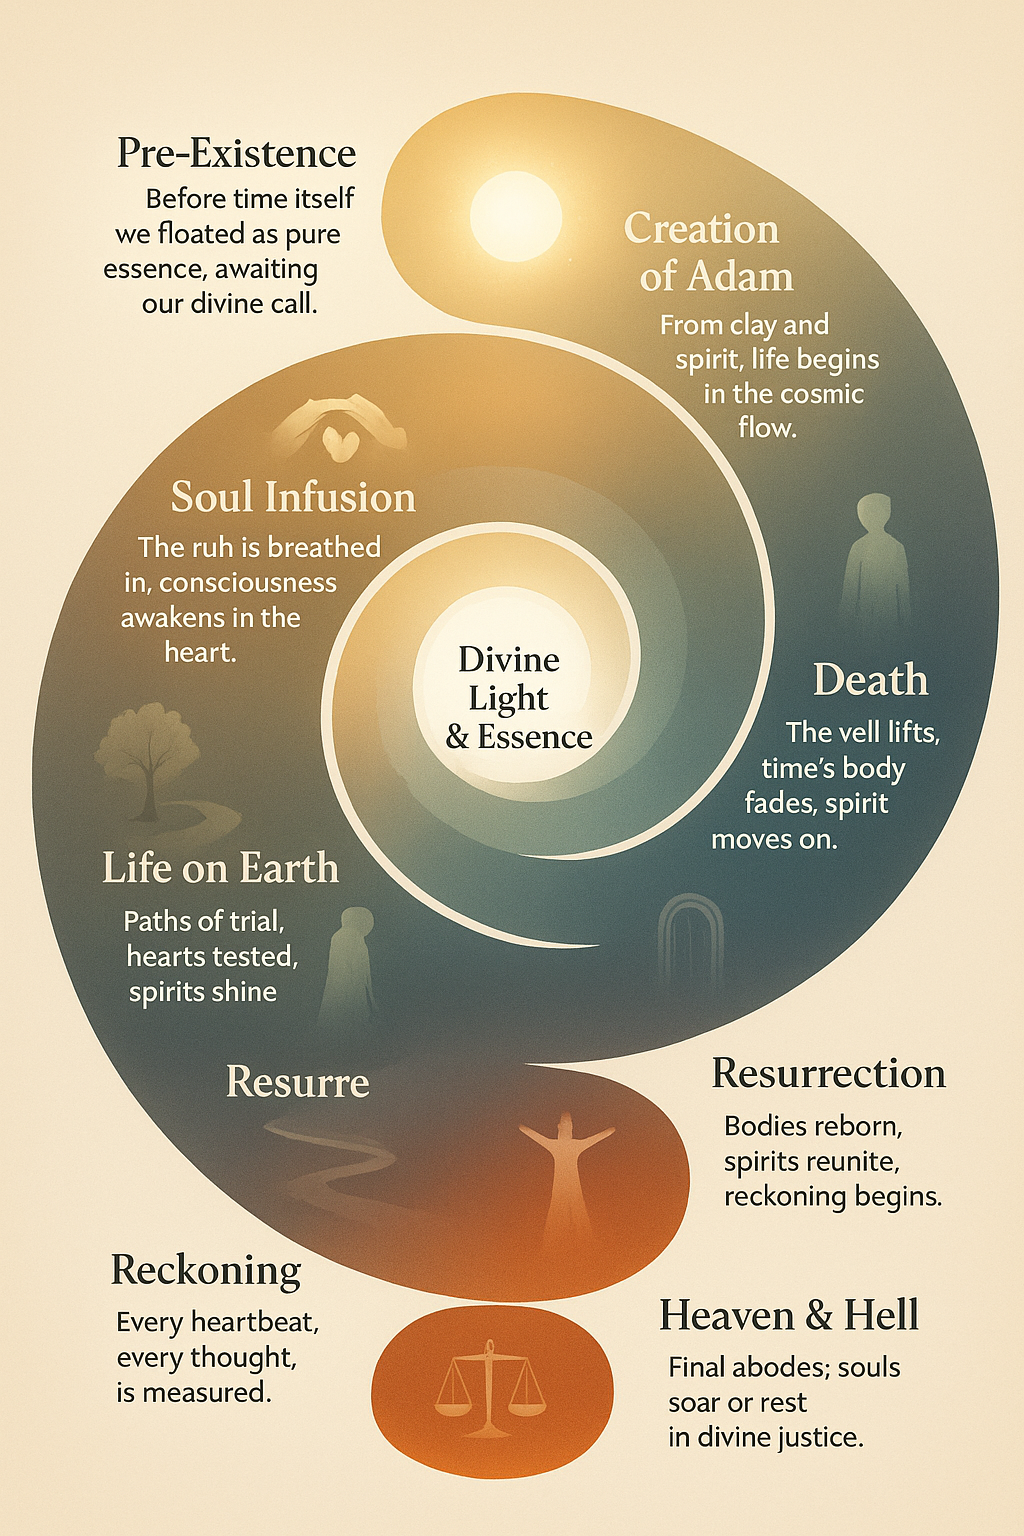 Pre-Existence
Before time itself
we floated as pure
essence, awaiting
our divine call.
Creation
of Adam
From clay and
spirit, life begins
in the cosmic
flow.
Soul Infusion
The ruh is breathed
in, consciousness
awakens in the
heart.
Divine
Light
& Essence
Death
The vell lifts,
time's body
fades, spirit
moves on.
Life on Earth
Paths of trial,
hearts tested,
spirits shine
Resurre
Resurrection
Bodies reborn,
spirits reunite,
reckoning begins.
Reckoning
Every heartbeat,
every thought,
is measured.
Heaven & Hell
Final abodes; souls
soar or rest
in divine justice.